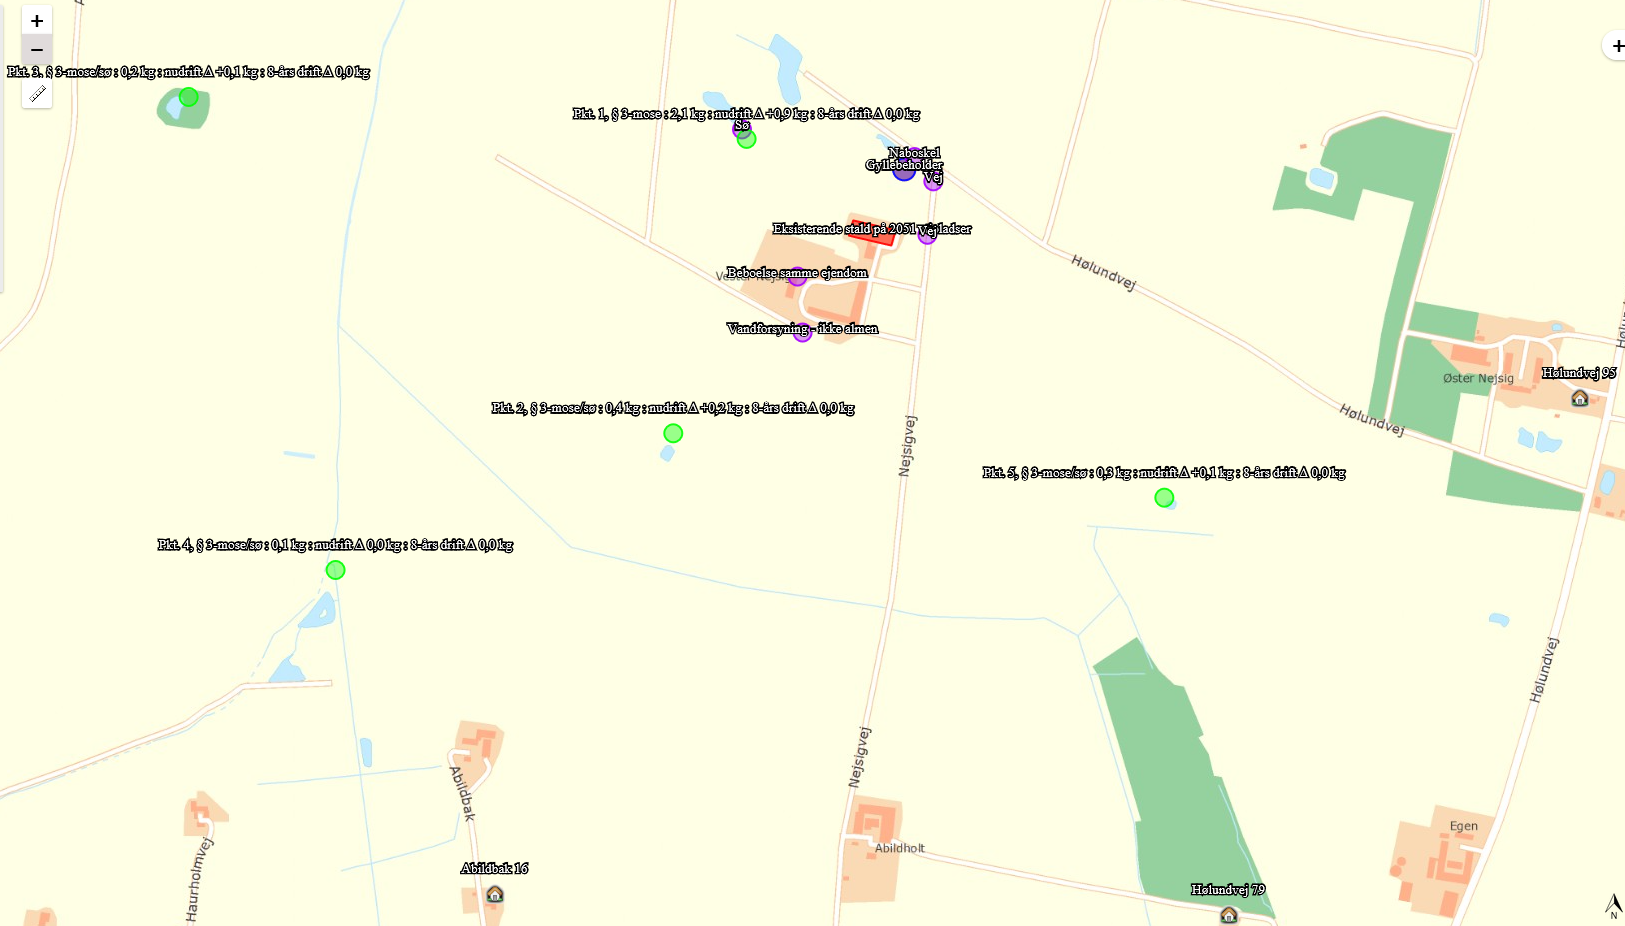 +
−
+
Pkt. 3, § 3-mose/sø : 0,2 kg : nudrift Δ +0,1 kg : 8-års drift Δ 0,0 kg
Pkt. 1, § 3-mose : 2,1 kg : nudrift Δ +0,9 kg : 8-års drift Δ 0,0 kg
Sø
Naboskel
Gyllebeholder
Vej
Eksisterende stald på 2051
pladser
Vej
Hølundvej
Beboelse samme ejendom
Vandforsyning - ikke almen
Hølundvej 95
Øster Nejsig
Hølundvej
Pkt. 2, § 3-mose/sø : 0,4 kg : nudrift Δ +0,2 kg : 8-års drift Δ 0,0 kg
Nejsigvej
Pkt. 5, § 3-mose/sø : 0,3 kg : nudrift Δ +0,1 kg : 8-års drift Δ 0,0 kg
Pkt. 4, § 3-mose/sø : 0,1 kg : nudrift Δ 0,0 kg : 8-års drift Δ 0,0 kg
Hølundvej
Nejsigvej
Abildbak
Egen
Abildholt
Haurholmvej
Abildbak 16
Hølundvej 79
N